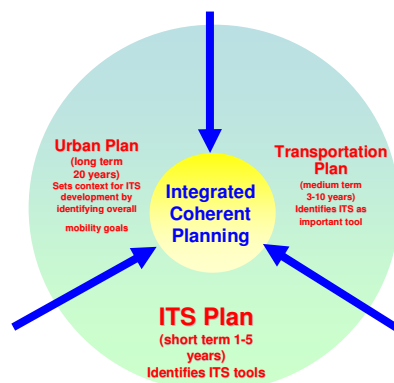 Urban Plan
(long term
20 years)
Sets context for ITS
development by
identifying overall
mobility goals
Transportation
Plan
(medium term
3-10 years)
Identifies ITS as
important tool
Integrated
Coherent
Planning
ITS Plan
(short term 1-5
years)
Identifies ITS tools